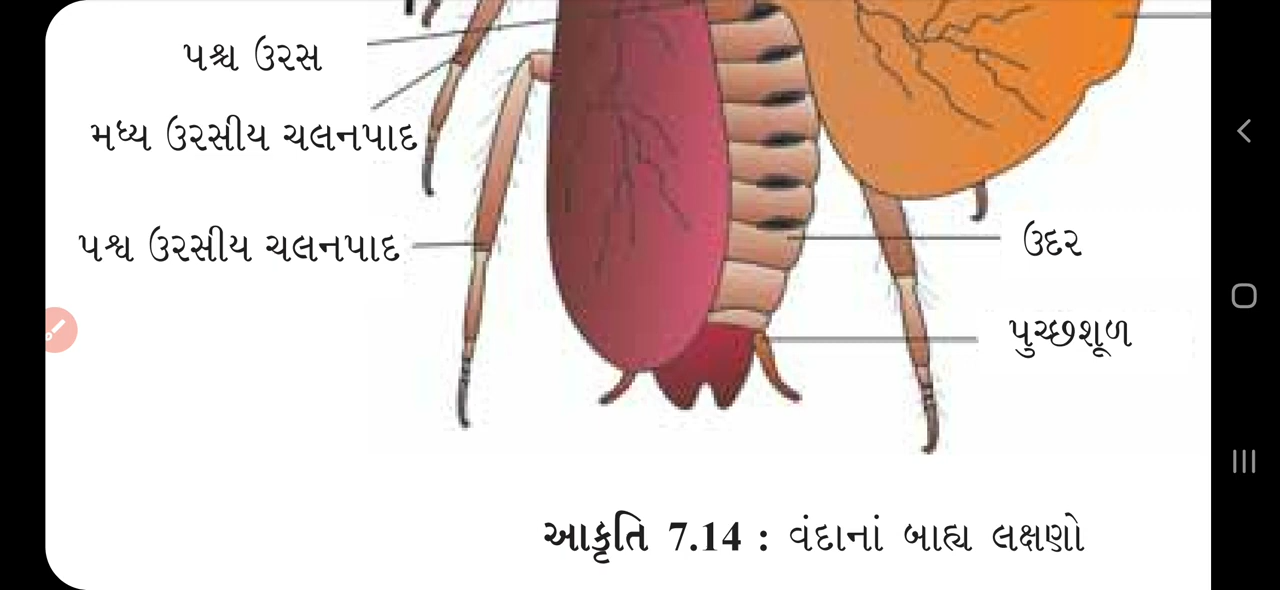 પશ્ચ ઉરસ
મધ્ય ઉરસીય ચલનપાદ
પશ્વ ઉરસીય ચલનપાદ
ઉદર
પુચ્છશૂળ
આકૃતિ 7.14 : વંદાનાં બાહ્ય લક્ષણો